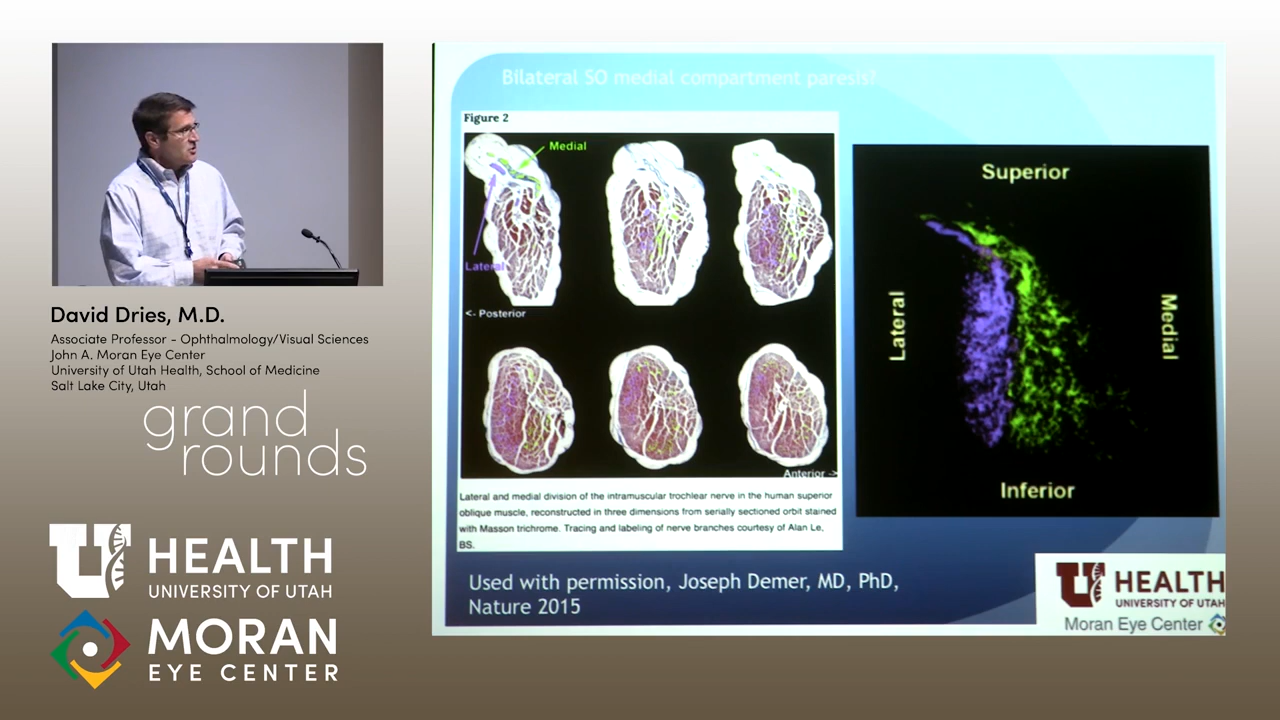 David Dries, M.D.
Associate Professor - Ophthalmology/Visual Sciences
John A. Moran Eye Center
University of Utah Health, School of Medicine
Salt Lake City, Utah
grand
rounds
U
HEALTH
UNIVERSITY OF UTAH
MORAN
EYE CENTER
Bilateral SO medial compartment paresis?
Figure 2
Medial
Lateral
<- Posterior
Anterior ->
Lateral and medial division of the intramuscular trochlear nerve in the human superior
oblique muscle, reconstructed in three dimensions from serially sectioned orbit stained
with Masson trichrome. Tracing and labeling of nerve branches courtesy of Alan Le,
BS.
Superior
Lateral
Medial
Inferior
Used with permission, Joseph Demer, MD, PhD,
Nature 2015
U
HEALTH
UNIVERSITY OF UTAH
Moran Eye Center